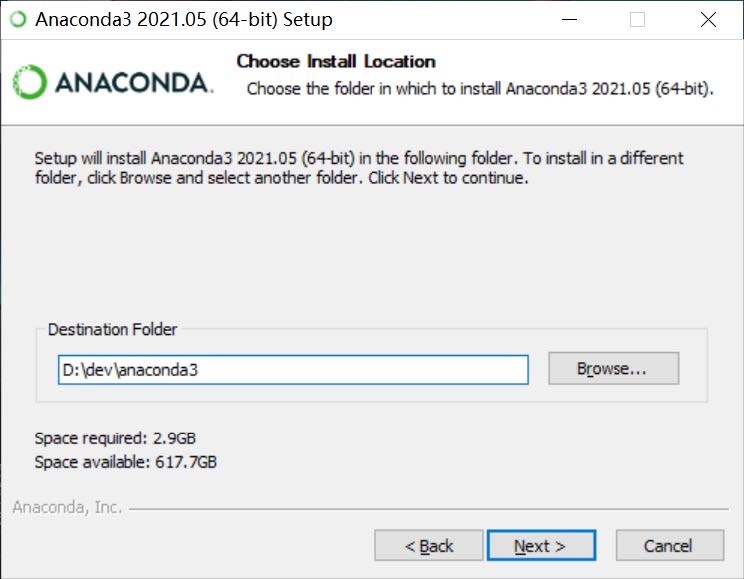 Anaconda3 2021.05 (64-bit) Setup
ANACONDA.
Choose Install Location
Choose the folder in which to install Anaconda3 2021.05 (64-bit).
Setup will install Anaconda3 2021.05 (64-bit) in the following folder. To install in a different
folder, click Browse and select another folder. Click Next to continue.
Destination Folder
D:\dev\anaconda3
Browse...
Space required: 2.9GB
Space available: 617.7GB
Anaconda, Inc.
< Back
Next >
Cancel